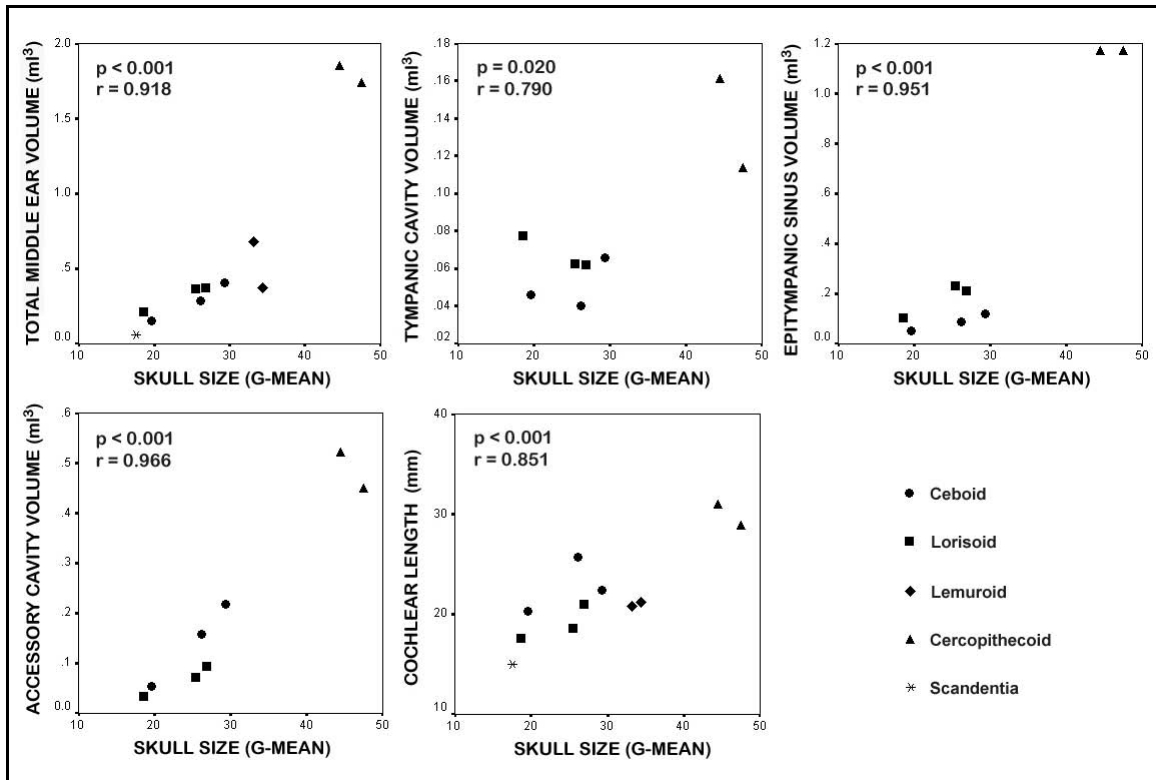 TOTAL MIDDLE EAR VOLUME (ml³)
p < 0.001
r = 0.918
2.0
1.5
1.0
.5
0.0
10 20 30 40 50
SKULL SIZE (G-MEAN)
TYMPANIC CAVITY VOLUME (ml³)
p = 0.020
r = 0.790
.18
.16
.14
.12
.10
.08
.06
.04
.02
10 20 30 40 50
SKULL SIZE (G-MEAN)
EPITYMPANIC SINUS VOLUME (ml³)
p < 0.001
r = 0.951
1.2
1.0
.8
.6
.4
.2
0.0
10 20 30 40 50
SKULL SIZE (G-MEAN)
ACCESSORY CAVITY VOLUME (ml³)
p < 0.001
r = 0.966
.6
.5
.4
.3
.2
.1
0.0
10 20 30 40 50
SKULL SIZE (G-MEAN)
COCHLEAR LENGTH (mm)
p < 0.001
r = 0.851
40
30
20
10
10 20 30 40 50
SKULL SIZE (G-MEAN)
Ceboid
Lorisoid
Lemuroid
Cercopithecoid
Scandentia